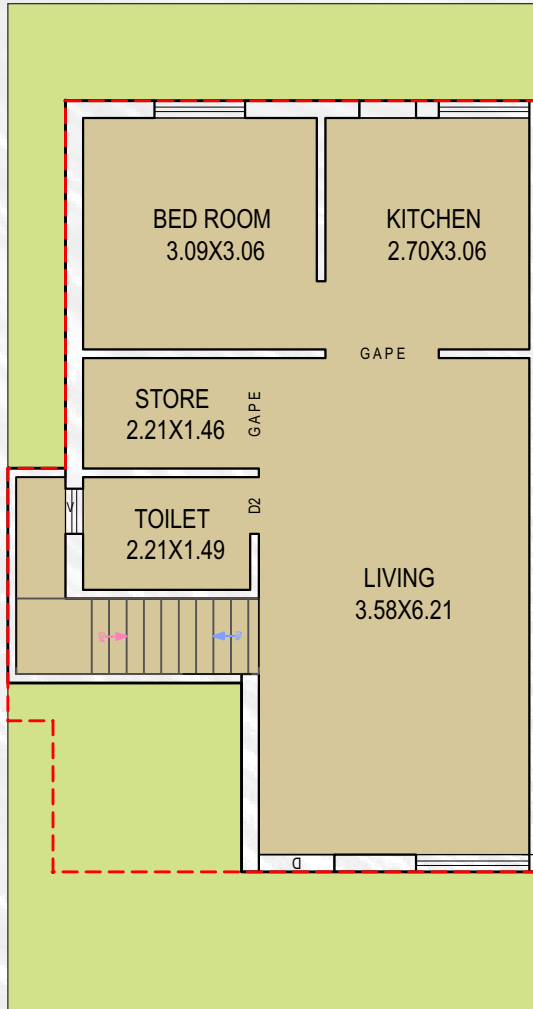 BED ROOM
3.09X3.06
KITCHEN
2.70X3.06
GAPE
STORE
2.21X1.46
GAPE
V
TOILET
2.21X1.49
D2
LIVING
3.58X6.21
D